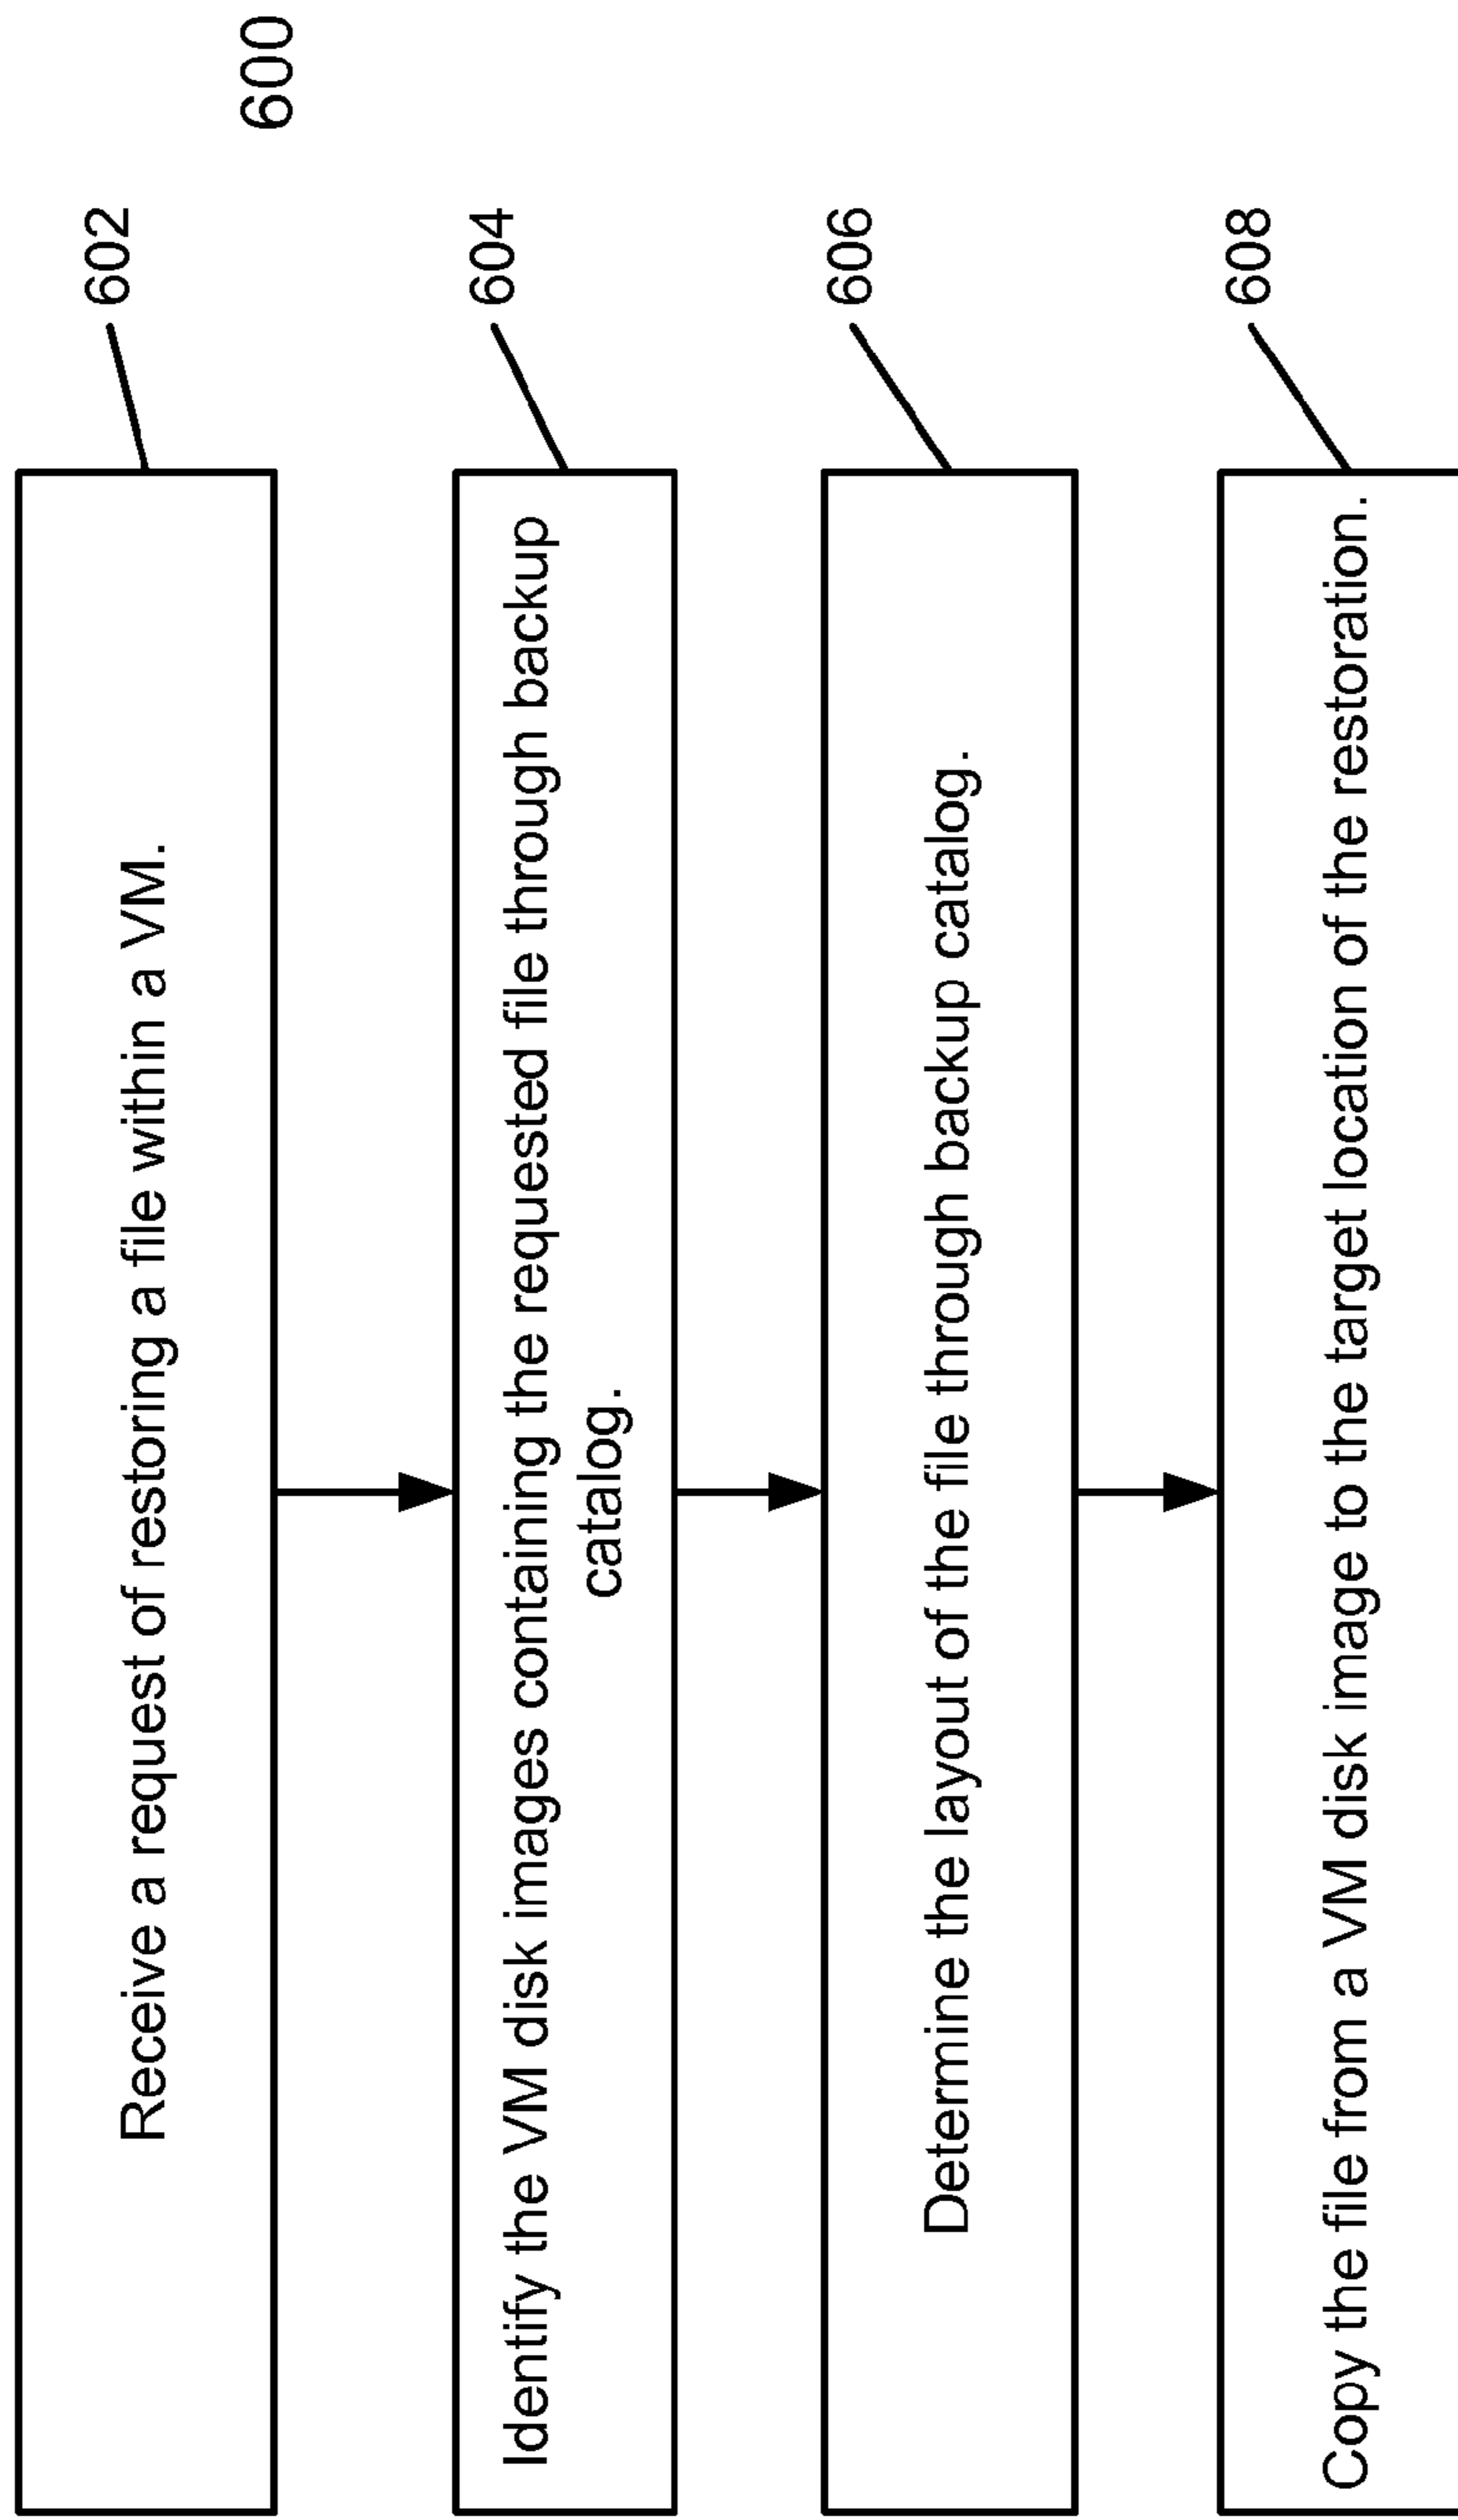 600
602
Receive a request of restoring a file within a VM.
604
Identify the VM disk images containing the requested file through backup
catalog.
606
Determine the layout of the file through backup catalog.
608
Copy the file from a VM disk image to the target location of the restoration.